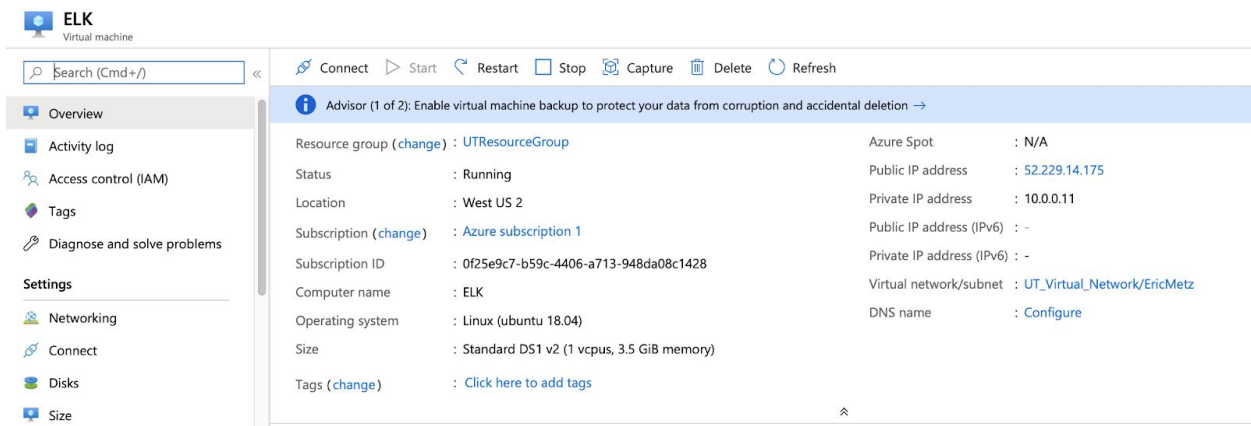 ELK
Virtual machine
Search (Cmd+/)
«
Overview
Activity log
Access control (IAM)
Tags
Diagnose and solve problems
Settings
Networking
Connect
Disks
Size
Connect Start Restart Stop Capture Delete Refresh
Advisor (1 of 2): Enable virtual machine backup to protect your data from corruption and accidental deletion →
Resource group (change) : UTResourceGroup
Status : Running
Location : West US 2
Subscription (change) : Azure subscription 1
Subscription ID : 0f25e9c7-b59c-4406-a713-948da08c1428
Computer name : ELK
Operating system : Linux (ubuntu 18.04)
Size : Standard DS1 v2 (1 vcpus, 3.5 GiB memory)
Tags (change) : Click here to add tags
Azure Spot : N/A
Public IP address : 52.229.14.175
Private IP address : 10.0.0.11
Public IP address (IPv6) : -
Private IP address (IPv6) : -
Virtual network/subnet : UT_Virtual_Network/EricMetz
DNS name : Configure